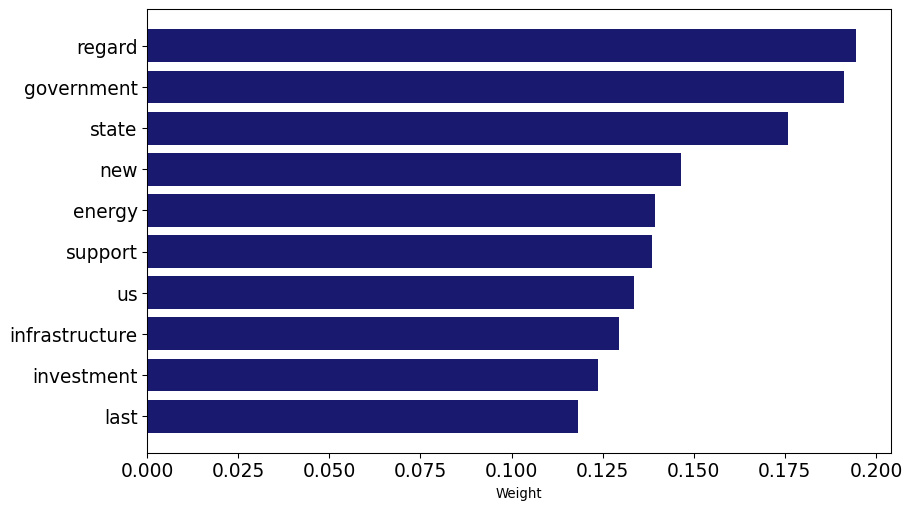 regard
government
state
new
energy
support
us
infrastructure
investment
last
0.000 0.025 0.050 0.075 0.100 0.125 0.150 0.175 0.200
Weight